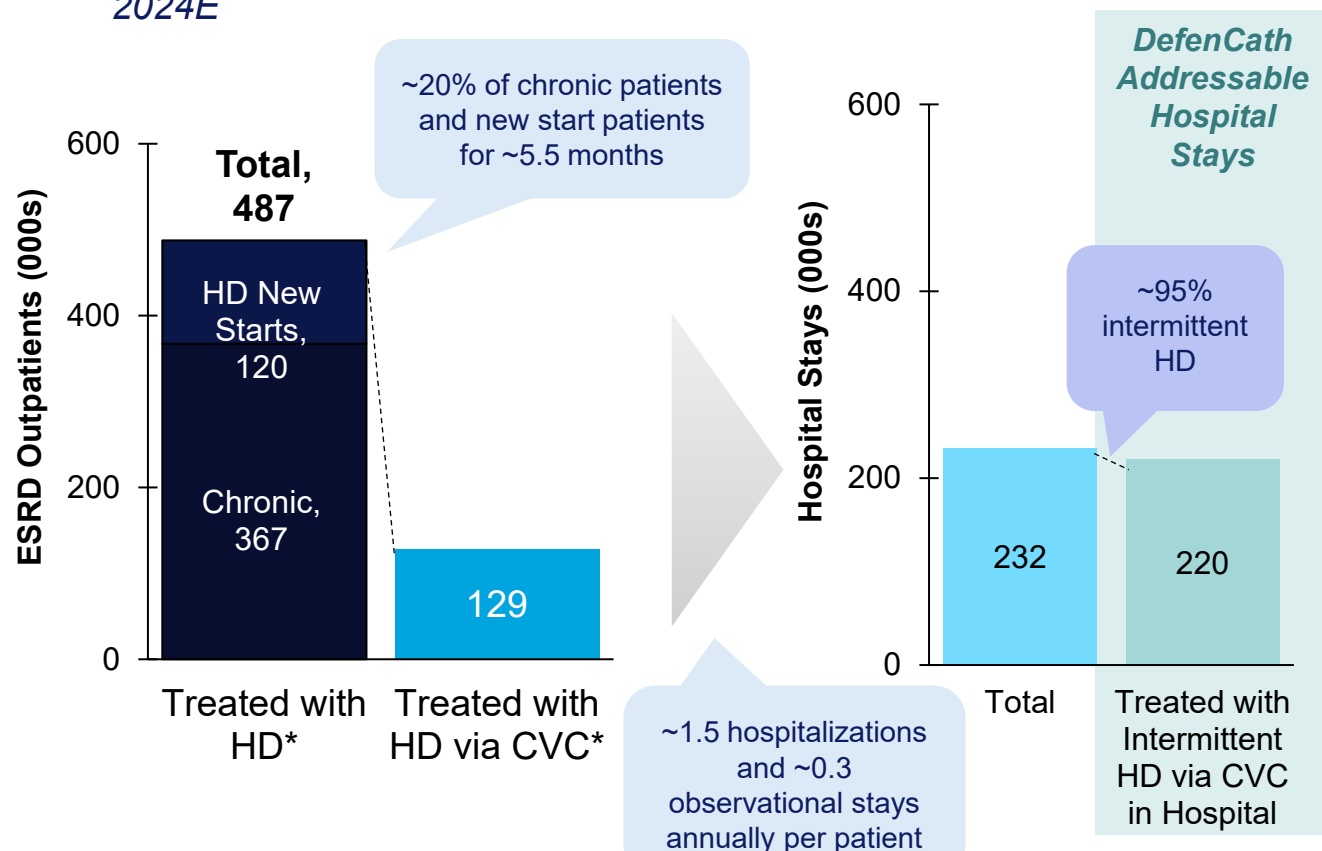 2024E
~20% of chronic patients
and new start patients
for ~5.5 months
ESRD Outpatients (000s)
600
400
200
0
Total,
487
HD New
Starts,
120
Chronic,
367
129
Treated with
HD*
Treated with
HD via CVC*
~1.5 hospitalizations
and ~0.3
observational stays
annually per patient
DefenCath
Addressable
Hospital
Stays
Hospital Stays (000s)
600
400
200
0
~95%
intermittent
HD
232
220
Total
Treated with
Intermittent
HD via CVC
in Hospital